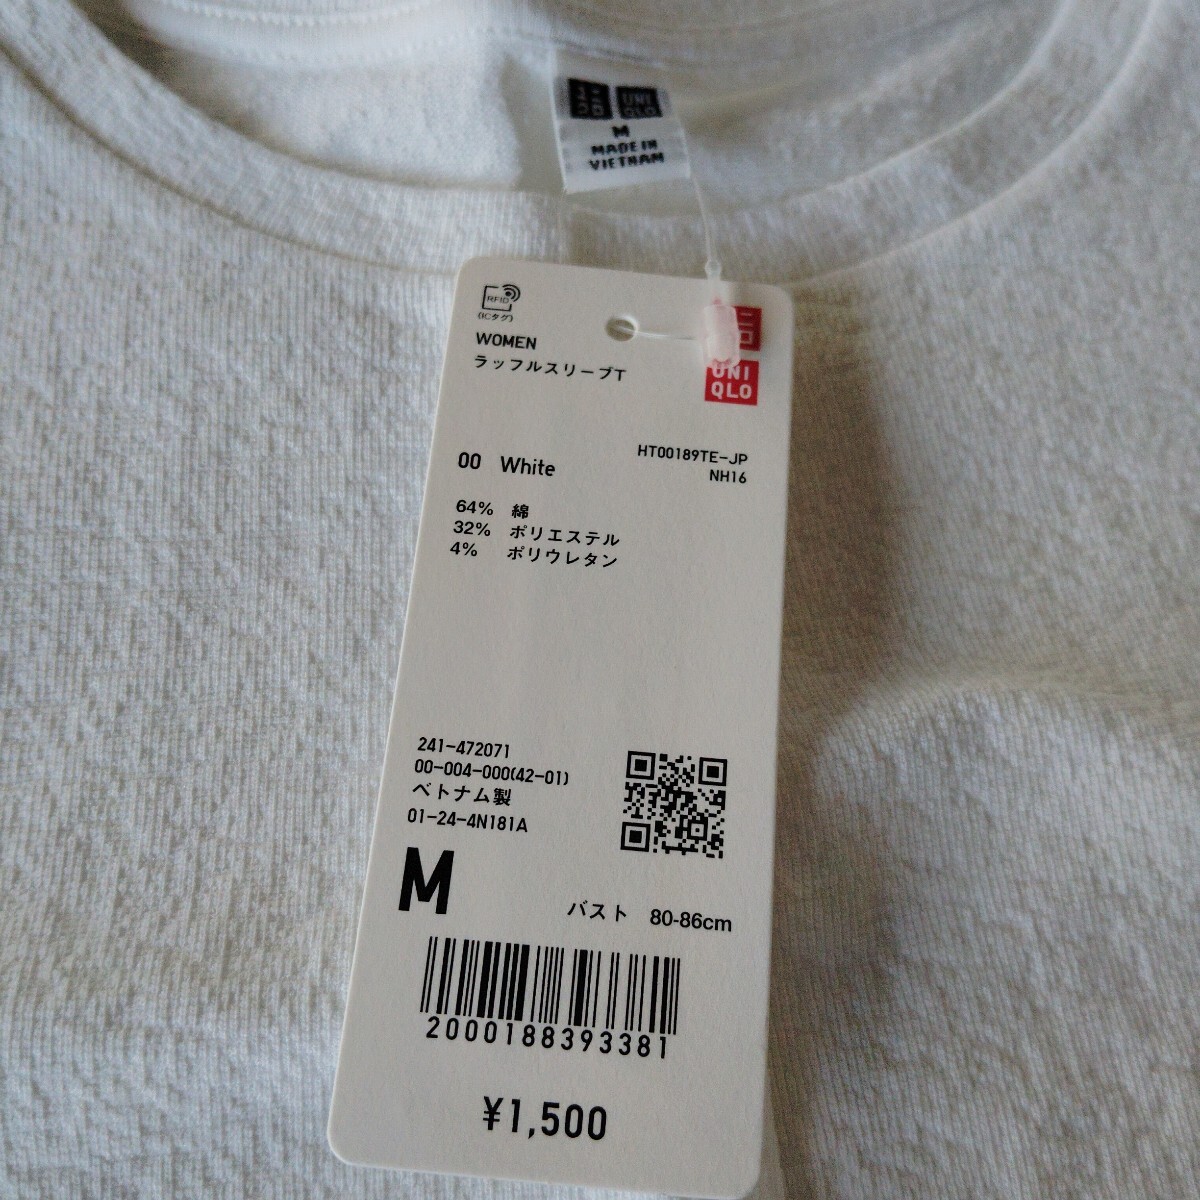 UNI
QLO
M
MADE IN
VIETNAM
RFID
(ICタグ)
WOMEN
ラッフルスリーブT
UNI
QLO
00 White
HT00189TE-JP
NH16
64% 綿
32% ポリエステル
4% ポリウレタン
241-472071
00-004-000(42-01)
ベトナム製
01-24-4N181A
M
バスト 80-86cm
2000188393381
¥1,500